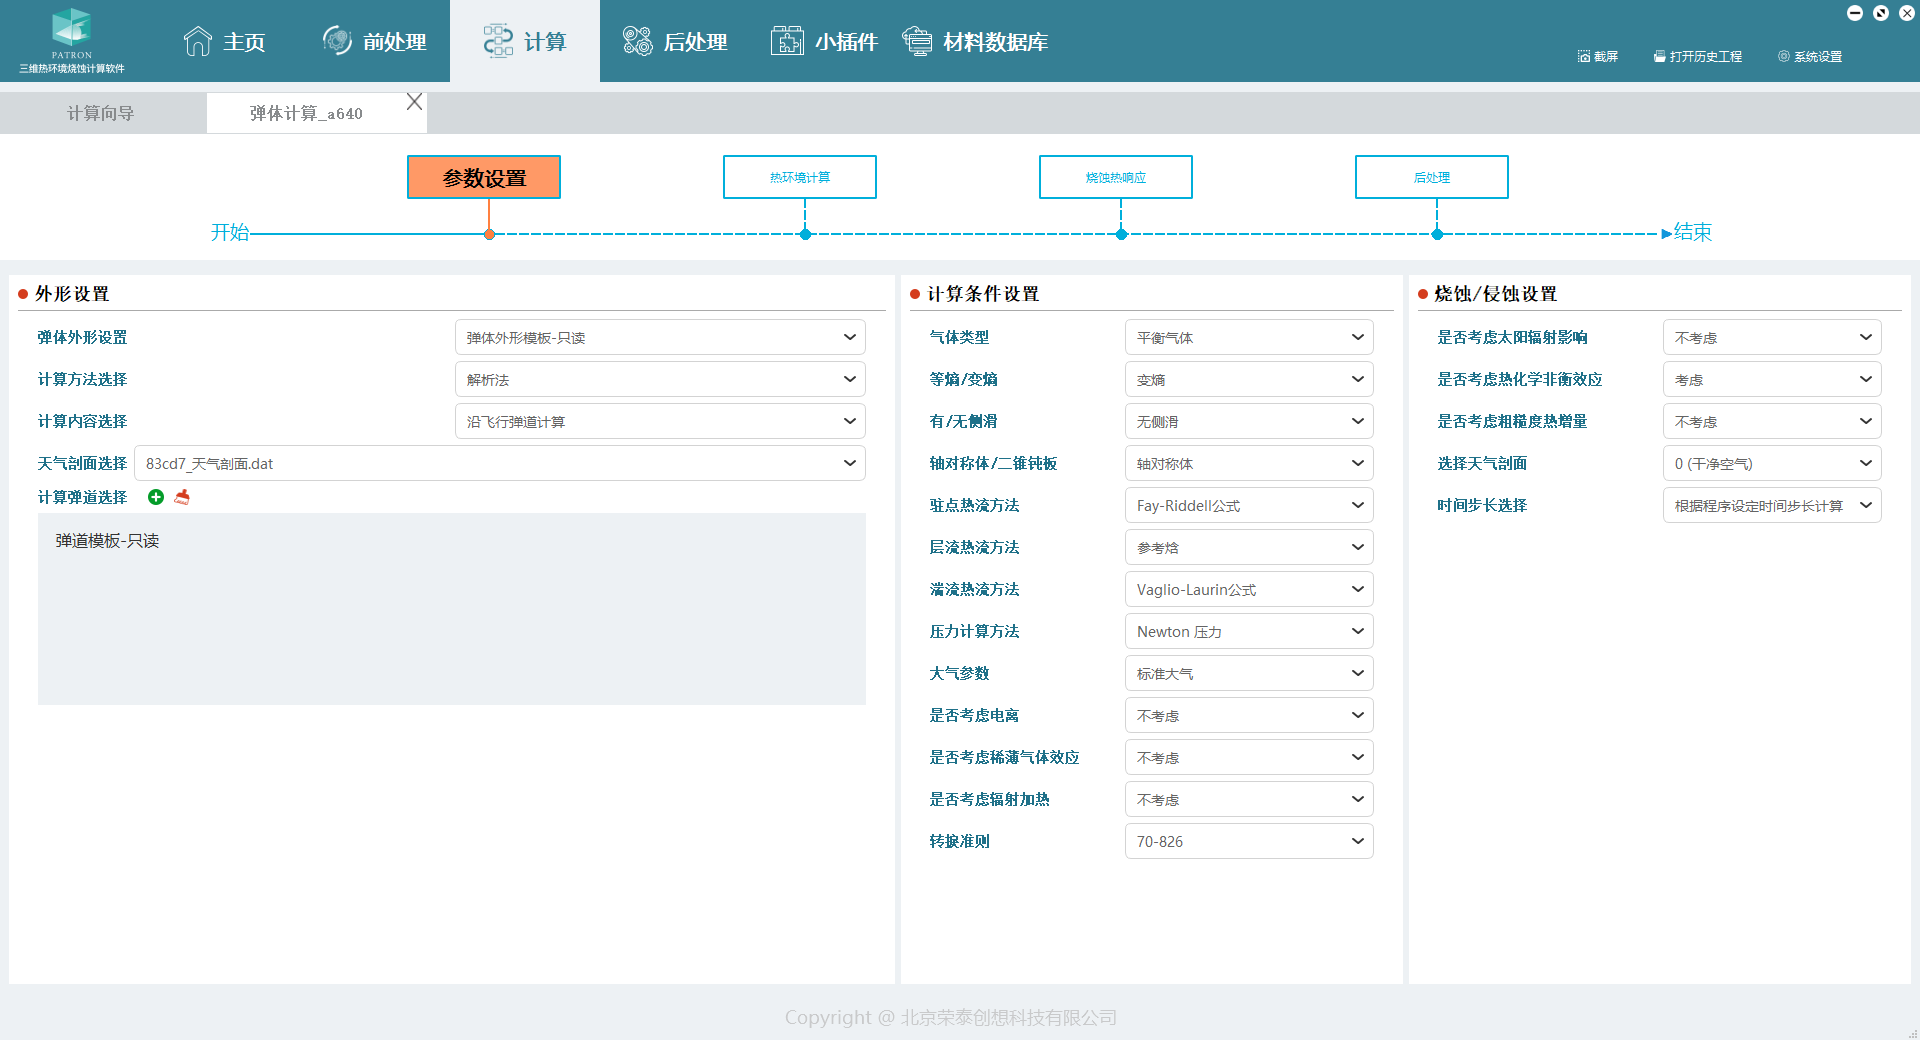 PATRON
三维热环境烧蚀计算软件
主页
前处理
计算
后处理
小插件
材料数据库
截屏
打开历史工程
系统设置
计算向导
弹体计算_a640
参数设置
热环境计算
烧蚀热响应
后处理
开始
结束
外形设置
弹体外形设置
弹体外形模板-只读
计算方法选择
解析法
计算内容选择
沿飞行弹道计算
天气剖面选择
83cd7_天气剖面.dat
计算弹道选择
弹道模板-只读
计算条件设置
气体类型
平衡气体
等熵/变熵
变熵
有/无侧滑
无侧滑
轴对称体/二维钝板
轴对称体
驻点热流方法
Fay-Riddell公式
层流热流方法
参考焓
湍流热流方法
Vaglio-Laurin公式
压力计算方法
Newton 压力
大气参数
标准大气
是否考虑电离
不考虑
是否考虑稀薄气体效应
不考虑
是否考虑辐射加热
不考虑
转捩准则
70-826
烧蚀/侵蚀设置
是否考虑太阳辐射影响
不考虑
是否考虑热化学非衡效应
考虑
是否考虑粗糙度热增量
不考虑
选择天气剖面
0 (干净空气)
时间步长选择
根据程序设定时间步长计算
Copyright @ 北京荣泰创想科技有限公司